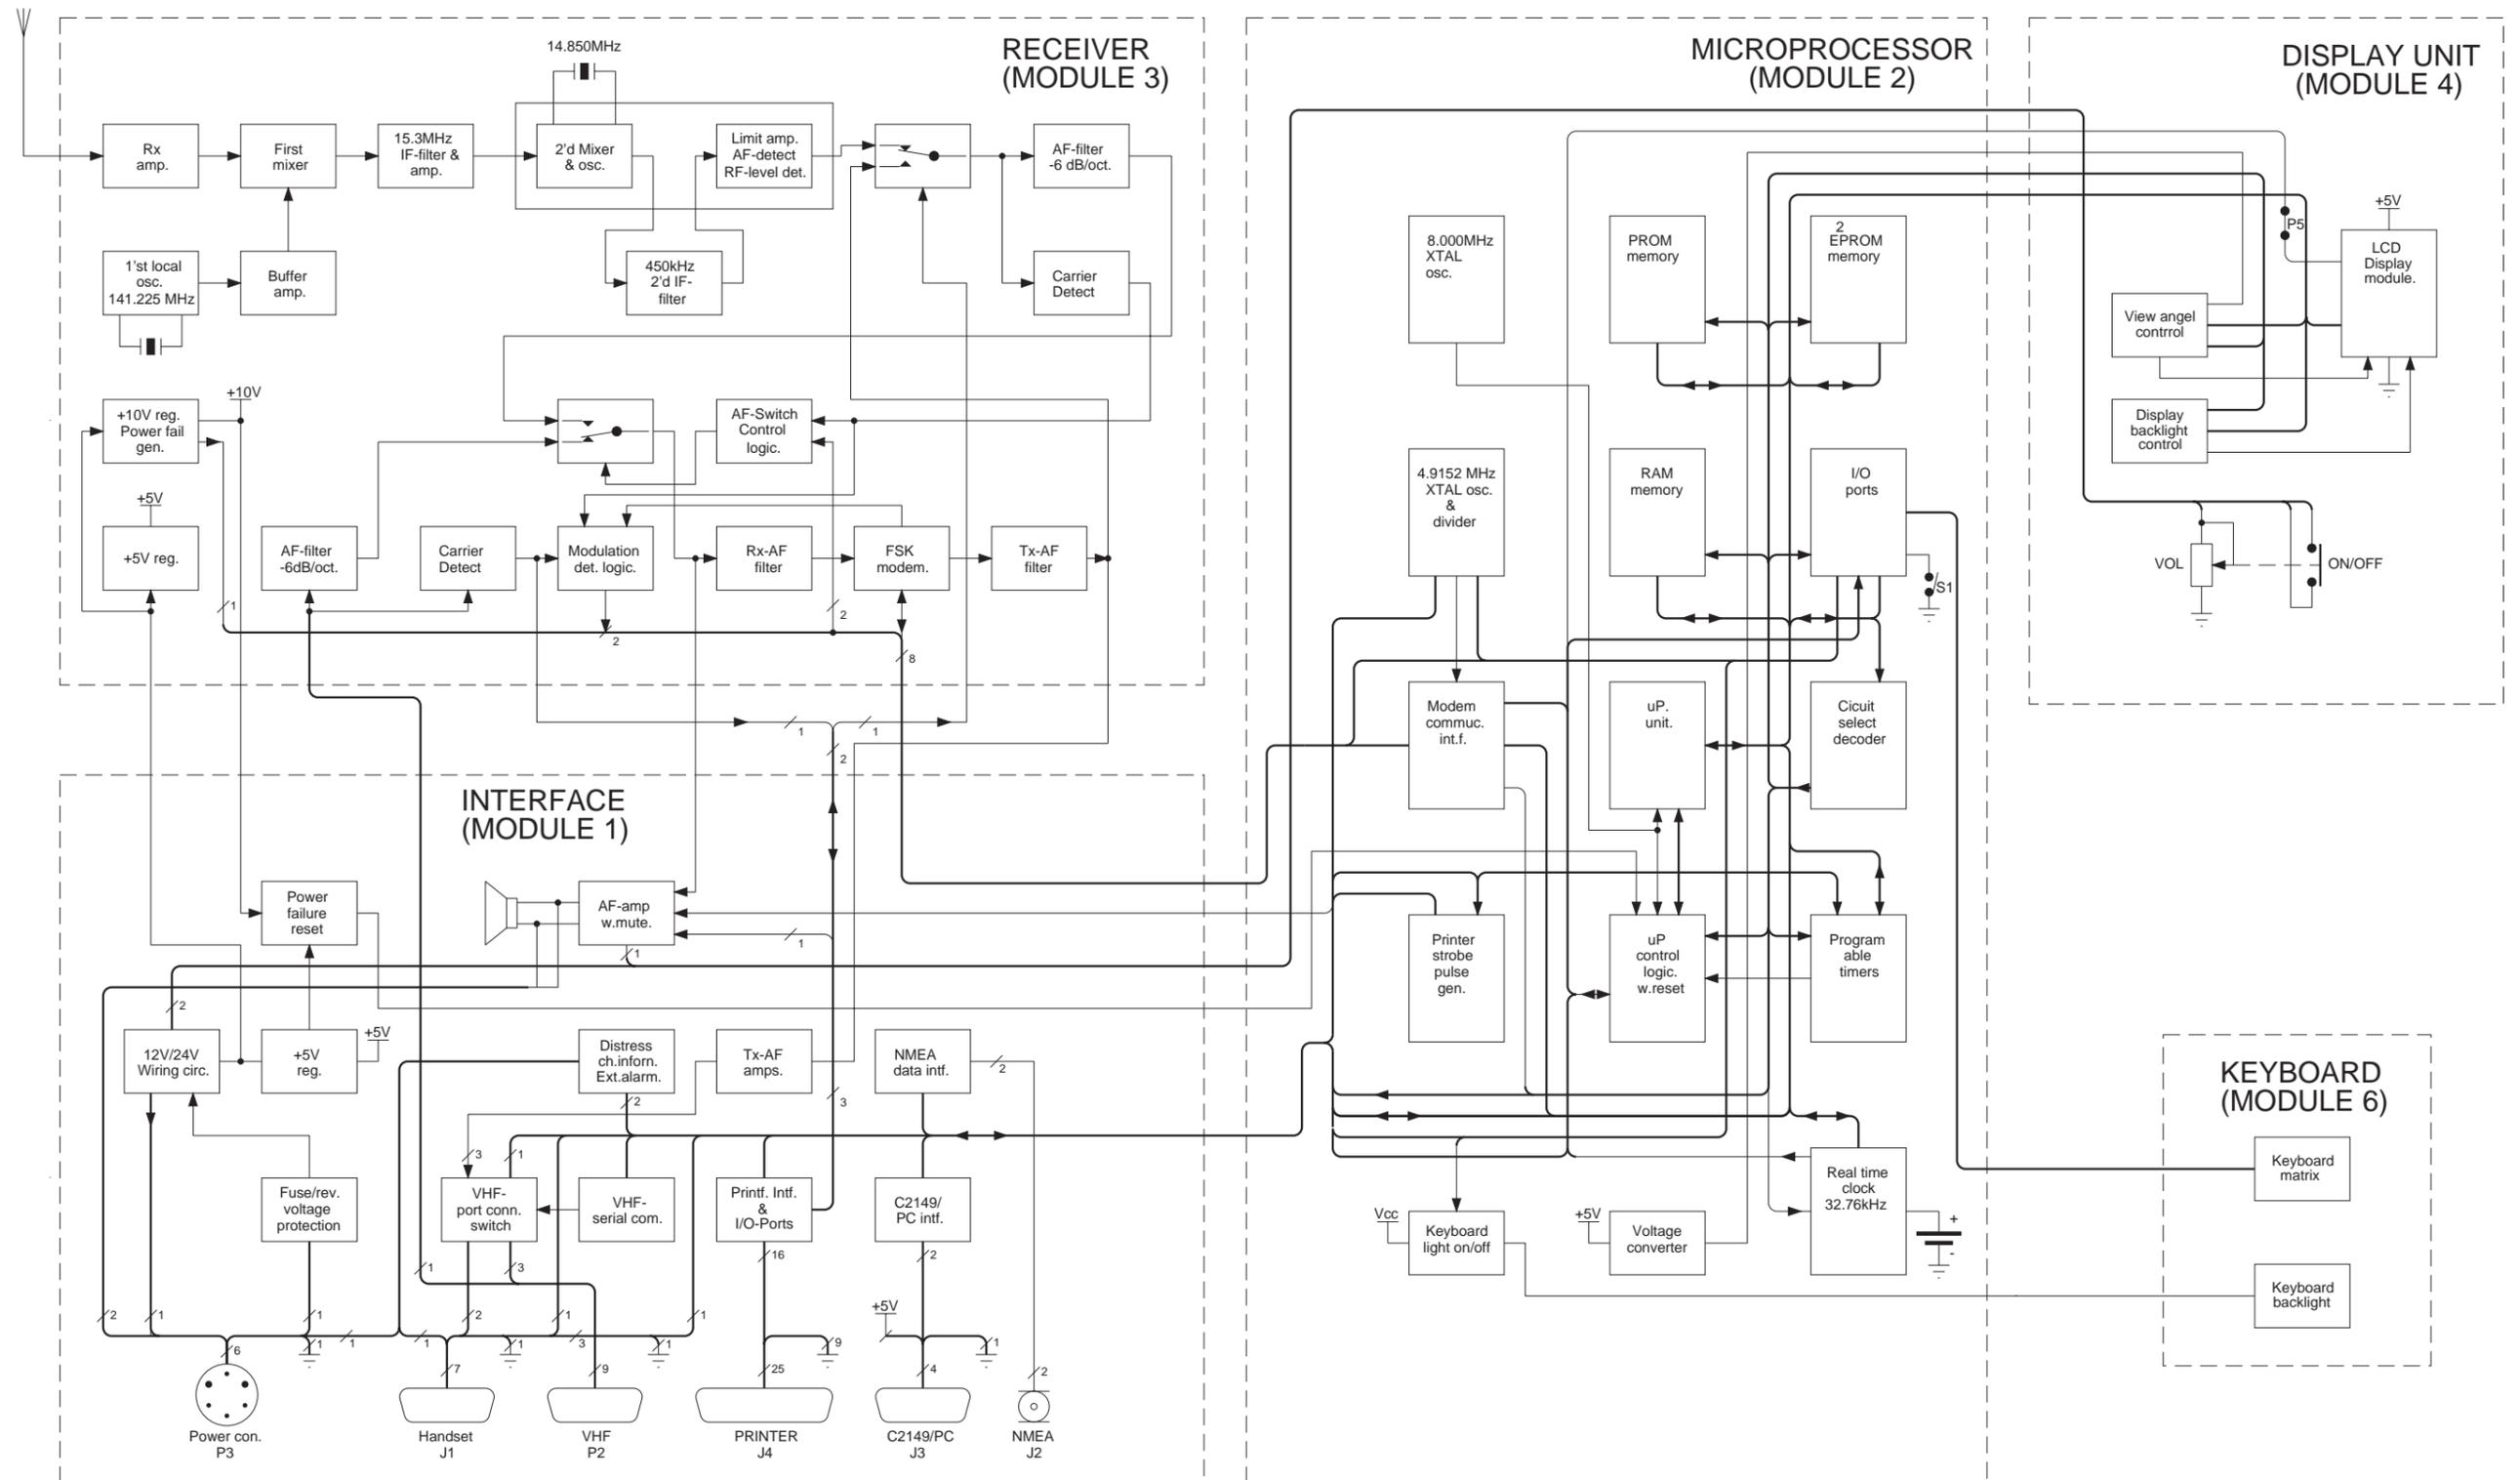 RECEIVER
(MODULE 3)
14.850MHz
Rx
amp.
First
mixer
15.3MHz
IF-filter &
amp.
2'd Mixer
& osc.
Limit amp.
AF-detect
RF-level det.
AF-filter
-6 dB/oct.
1'st local
osc.
141.225 MHz
Buffer
amp.
450kHz
2'd IF-
filter
Carrier
Detect
+10V
+10V reg.
Power fail
gen.
AF-Switch
Control
logic.
+5V
+5V reg.
AF-filter
-6dB/oct.
Carrier
Detect
Modulation
det. logic.
Rx-AF
filter
FSK
modem.
Tx-AF
filter
1
2
2
8
1
1
2
INTERFACE
(MODULE 1)
Power
failure
reset
AF-amp
w.mute.
1
1
2
12V/24V
Wiring circ.
+5V
reg.
+5V
Distress
ch.inforn.
Ext.alarm.
Tx-AF
amps.
NMEA
data intf.
2
2
3
3
1
Fuse/rev.
voltage
protection
VHF-
port conn.
switch
VHF-
serial com.
Printf. Intf.
&
I/O-Ports
C2149/
PC intf.
1
3
16
2
2
1
1
2
1
1
+5V
1
1
1
1
3
1
9
1
6
7
9
25
4
2
Power con.
P3
Handset
J1
VHF
P2
PRINTER
J4
C2149/PC
J3
NMEA
J2
MICROPROCESSOR
(MODULE 2)
8.000MHz
XTAL
osc.
PROM
memory
2
EPROM
memory
4.9152 MHz
XTAL osc.
&
divider
RAM
memory
I/O
ports
S1
Modem
commuc.
int.f.
uP.
unit.
Cicuit
select
decoder
Printer
strobe
pulse
gen.
uP
control
logic.
w.reset
Program
able
timers
Vcc
Keyboard
light on/off
+5V
Voltage
converter
Real time
clock
32.76kHz
+
-
DISPLAY UNIT
(MODULE 4)
+5V
P5
LCD
Display
module.
View angel
contrrol
Display
backlight
control
VOL
ON/OFF
KEYBOARD
(MODULE 6)
Keyboard
matrix
Keyboard
backlight